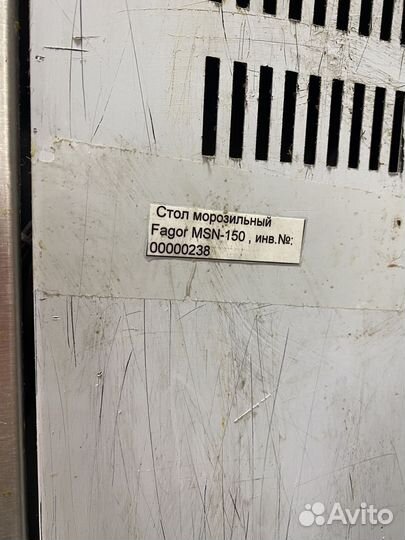 Стол морозильный
Fagor MSN-150 , инв.№:
00000238
Avito